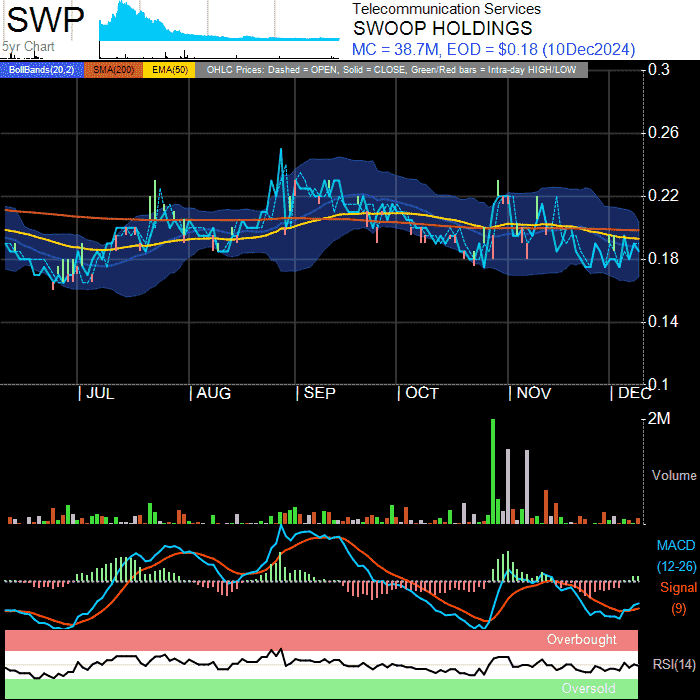 SWP
5yr Chart
Telecommunication Services
SWOOP HOLDINGS
MC = 38.7M, EOD = $0.18 (10Dec2024)
BollBands(20,2) SMA(200) EMA(50) OHLC Prices: Dashed = OPEN, Solid = CLOSE, Green/Red bars = Intra-day HIGH/LOW
0.3
0.26
0.22
0.18
0.14
0.1
| JUL | AUG | SEP | OCT | NOV | DEC
2M
Volume
MACD
(12-26)
Signal
(9)
Overbought
RSI(14)
Oversold